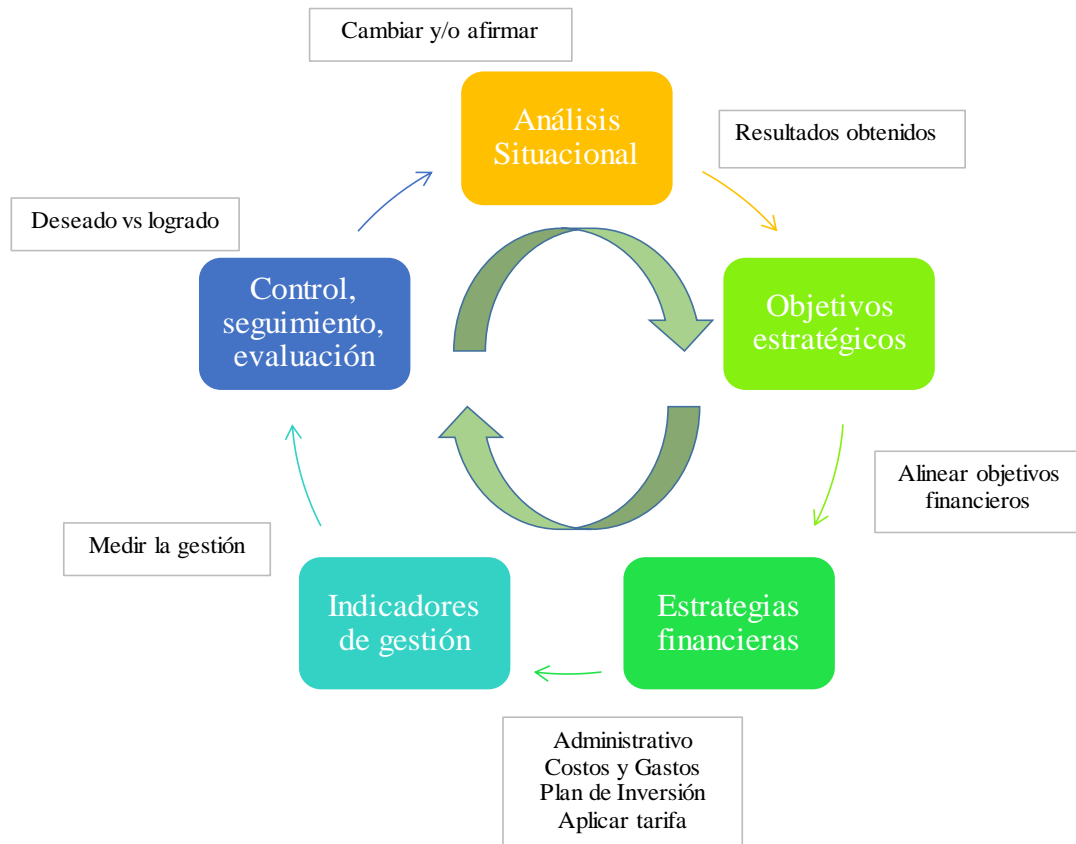 Cambiar y/o afirmar
Análisis
Situacional
Resultados obtenidos
Deseado vs logrado
Control,
seguimiento,
evaluación
Objetivos
estratégicos
Alinear objetivos
financieros
Medir la gestión
Indicadores
de gestión
Estrategias
financieras
Administrativo
Costos y Gastos
Plan de Inversión
Aplicar tarifa